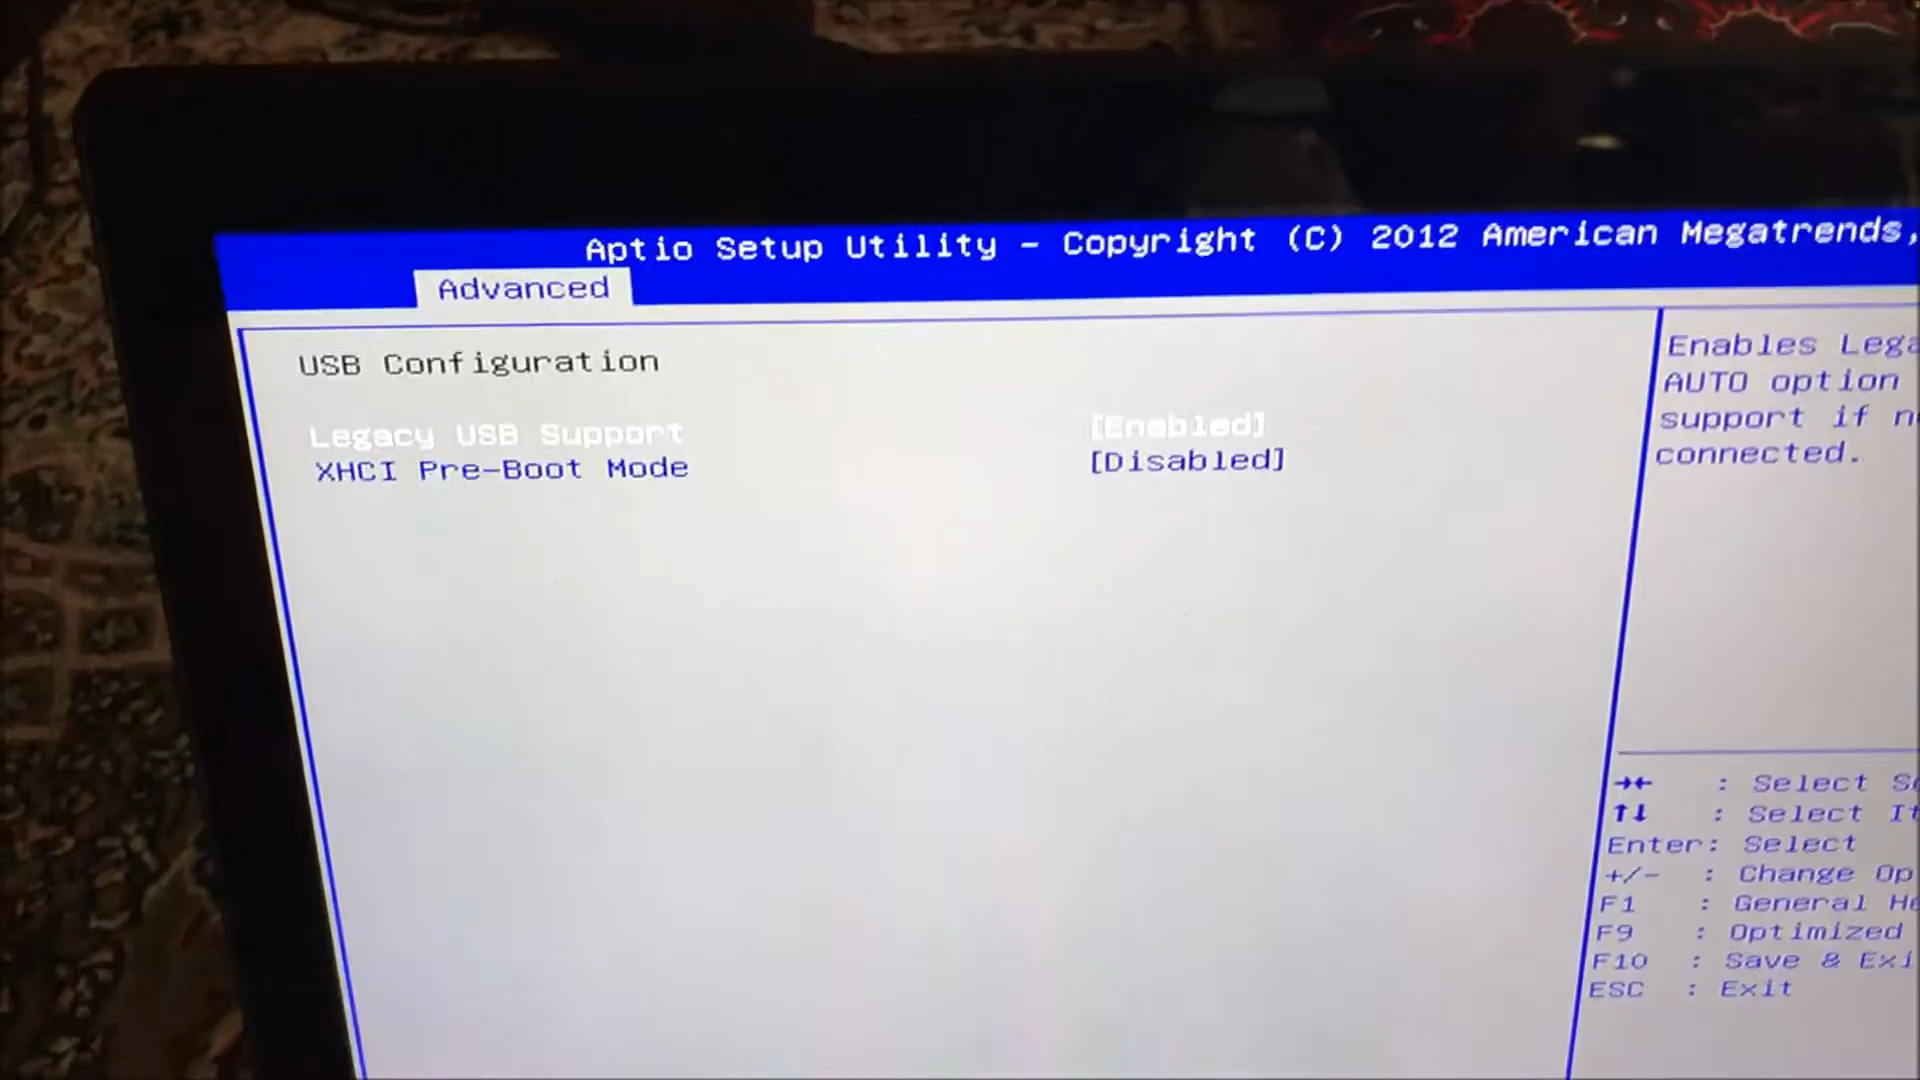 Aptio Setup Utility – Copyright (C) 2012 American Megatrends,
Advanced
USB Configuration
Legacy USB Support [Enabled]
XHCI Pre-Boot Mode [Disabled]
Enables
AUTO option
support if
connected.
→← : Select
↑↓ : Select
Enter: Select
+/- : Change
F1 : General
F9 : Optimized
F10 : Save &
ESC : Exit